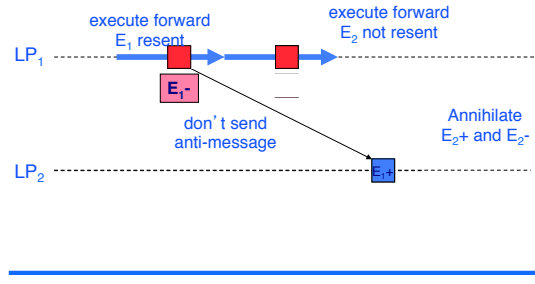 execute forward
E₁ resent
execute forward
E₂ not resent
LP₁
E₁-
don't send
anti-message
Annihilate
E₂+ and E₂-
LP₂
E₁+